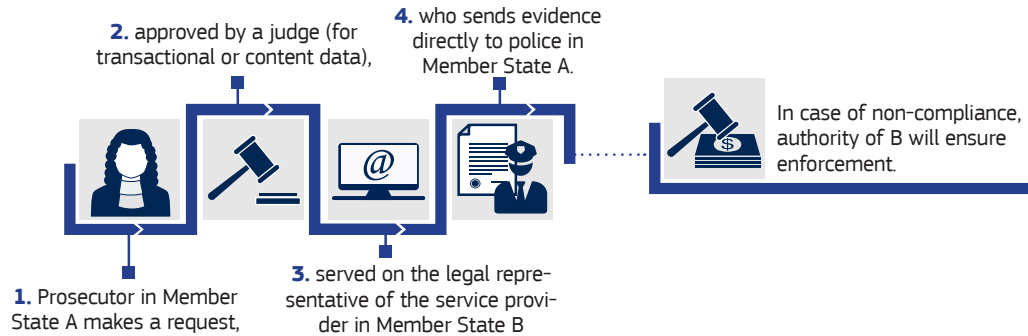 1. Prosecutor in Member
State A makes a request,
2. approved by a judge (for
transactional or content data),
3. served on the legal repre-
sentative of the service provi-
der in Member State B
@
4. who sends evidence
directly to police in
Member State A.
$
In case of non-compliance,
authority of B will ensure
enforcement.